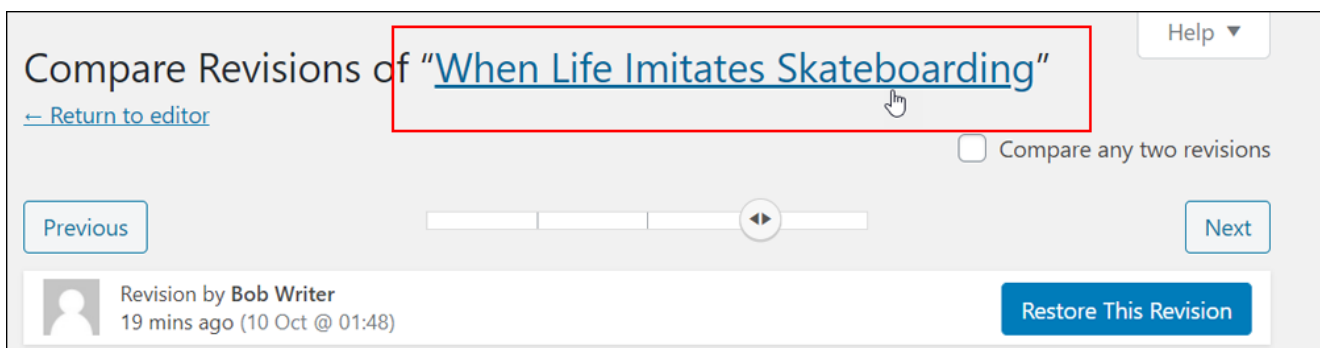 Help ▼
Compare Revisions of “When Life Imitates Skateboarding”
← Return to editor
Compare any two revisions
Previous
Next
Revision by Bob Writer
19 mins ago (10 Oct @ 01:48)
Restore This Revision